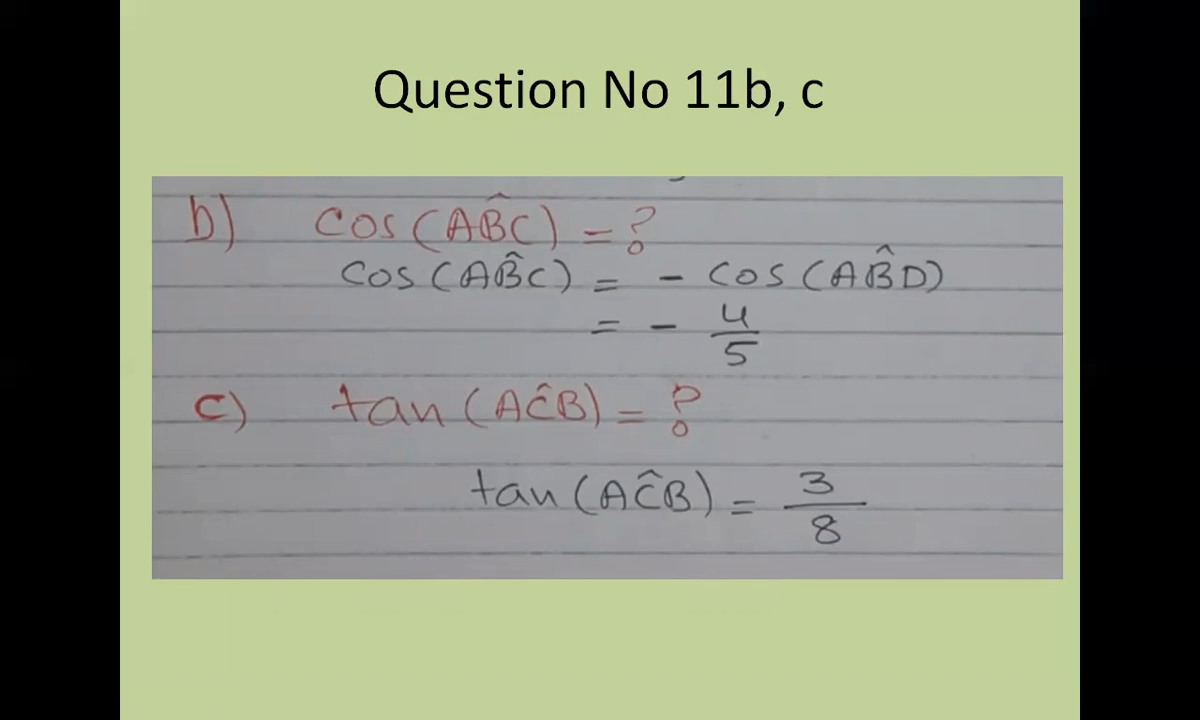 Question No 11b, c
b) cos(AB̂C) = ?
cos(AB̂C) = - cos(AB̂D)
= - 4/5
c) tan(AĈB) = ?
tan(AĈB) = 3/8